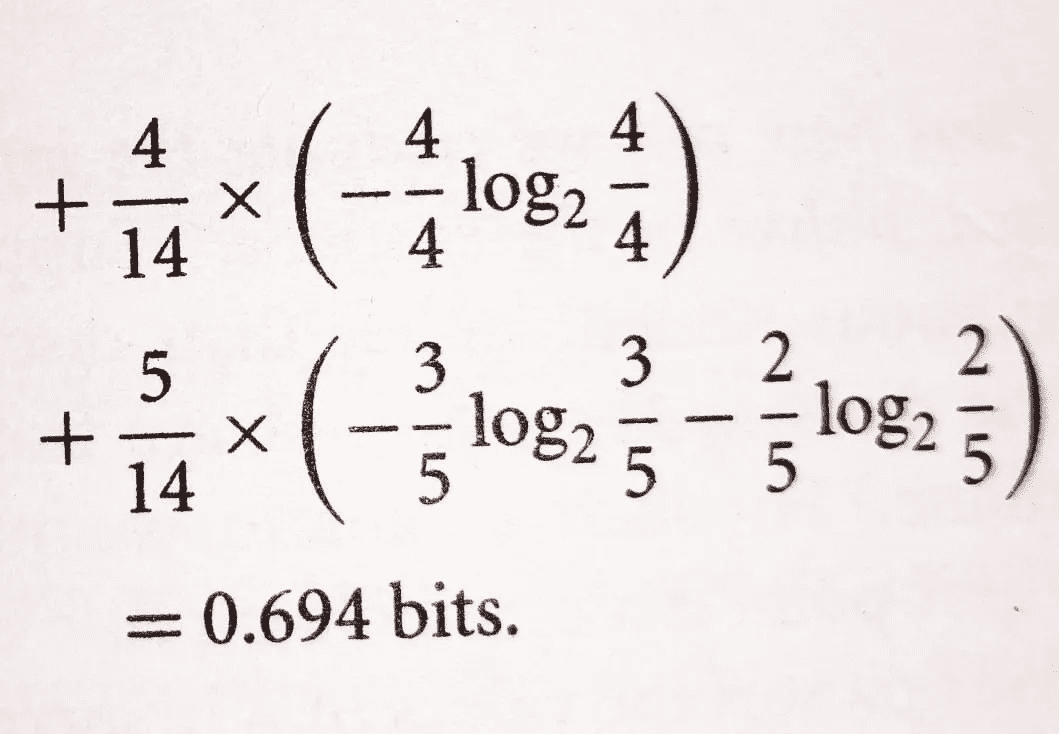 + 4/14 × (− 4/4 log₂ 4/4)
+ 5/14 × (− 3/5 log₂ 3/5 − 2/5 log₂ 2/5)
= 0.694 bits.